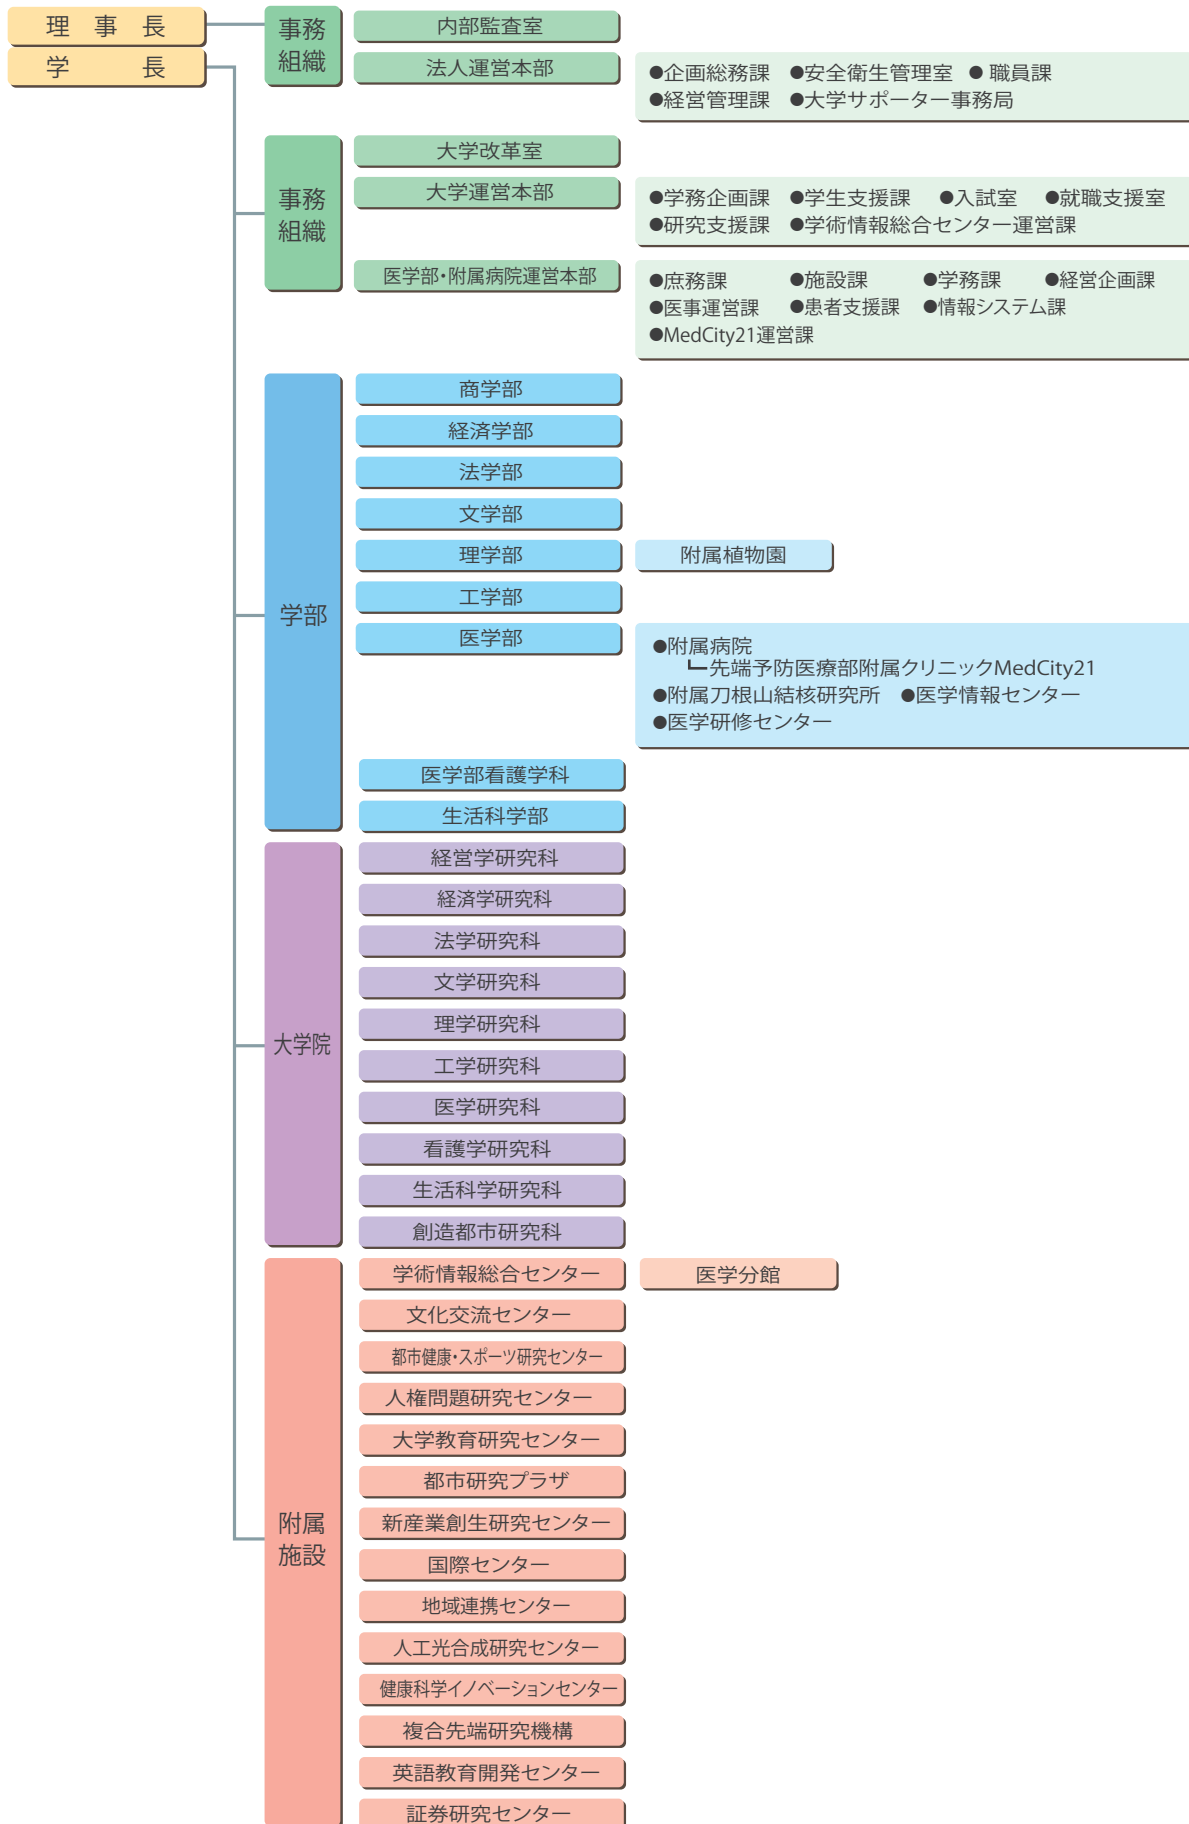 理事長
学長
事務
組織
内部監査室
法人運営本部
●企画総務課 ●安全衛生管理室 ● 職員課
●経営管理課 ●大学サポーター事務局
事務
組織
大学改革室
大学運営本部
●学務企画課 ●学生支援課 ●入試室 ●就職支援室
●研究支援課 ●学術情報総合センター運営課
医学部・附属病院運営本部
●庶務課 ●施設課 ●学務課 ●経営企画課
●医事運営課 ●患者支援課 ●情報システム課
●MedCity21運営課
学部
商学部
経済学部
法学部
文学部
理学部
附属植物園
工学部
医学部
●附属病院
┗先端予防医療部附属クリニックMedCity21
●附属刀根山結核研究所 ●医学情報センター
●医学研修センター
医学部看護学科
生活科学部
大学院
経営学研究科
経済学研究科
法学研究科
文学研究科
理学研究科
工学研究科
医学研究科
看護学研究科
生活科学研究科
創造都市研究科
附属
施設
学術情報総合センター
医学分館
文化交流センター
都市健康・スポーツ研究センター
人権問題研究センター
大学教育研究センター
都市研究プラザ
新産業創生研究センター
国際センター
地域連携センター
人工光合成研究センター
健康科学イノベーションセンター
複合先端研究機構
英語教育開発センター
証券研究センター